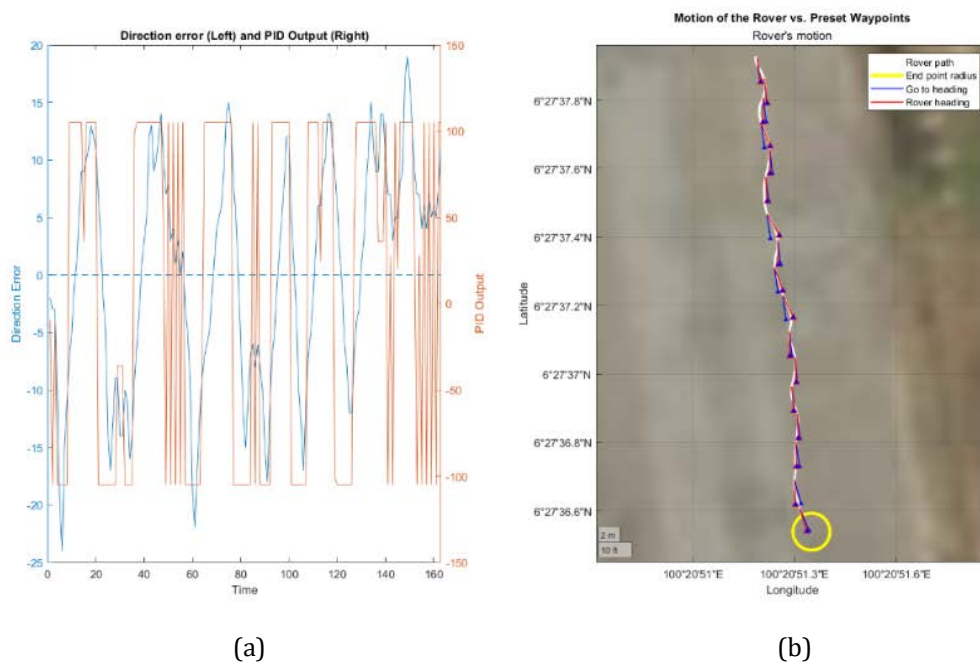 Direction error (Left) and PID Output (Right)
20
15
10
5
0
-5
-10
-15
-20
-25
Direction Error
150
100
50
0
-50
-100
-150
PID Output
0 20 40 60 80 100 120 140 160
Time
(a)
Motion of the Rover vs. Preset Waypoints
Rover's motion
Rover path
End point radius
Go to heading
Rover heading
6°27'37.8"N
6°27'37.6"N
6°27'37.4"N
6°27'37.2"N
6°27'37"N
6°27'36.8"N
6°27'36.6"N
Latitude
2 m
10 ft
100°20'51"E 100°20'51.3"E 100°20'51.6"E
Longitude
(b)